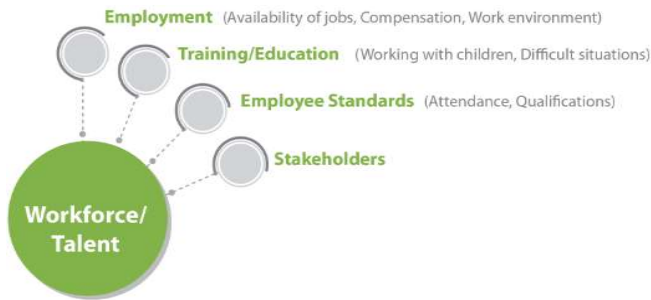 Employment (Availability of jobs, Compensation, Work environment)
Training/Education (Working with children, Difficult situations)
Employee Standards (Attendance, Qualifications)
Stakeholders
Workforce/
Talent